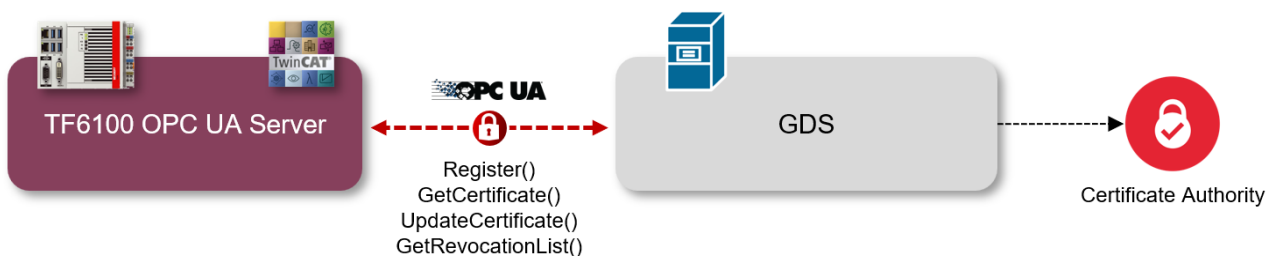 TwinCAT
OPC UA
TF6100 OPC UA Server
GDS
Register()
GetCertificate()
UpdateCertificate()
GetRevocationList()
Certificate Authority